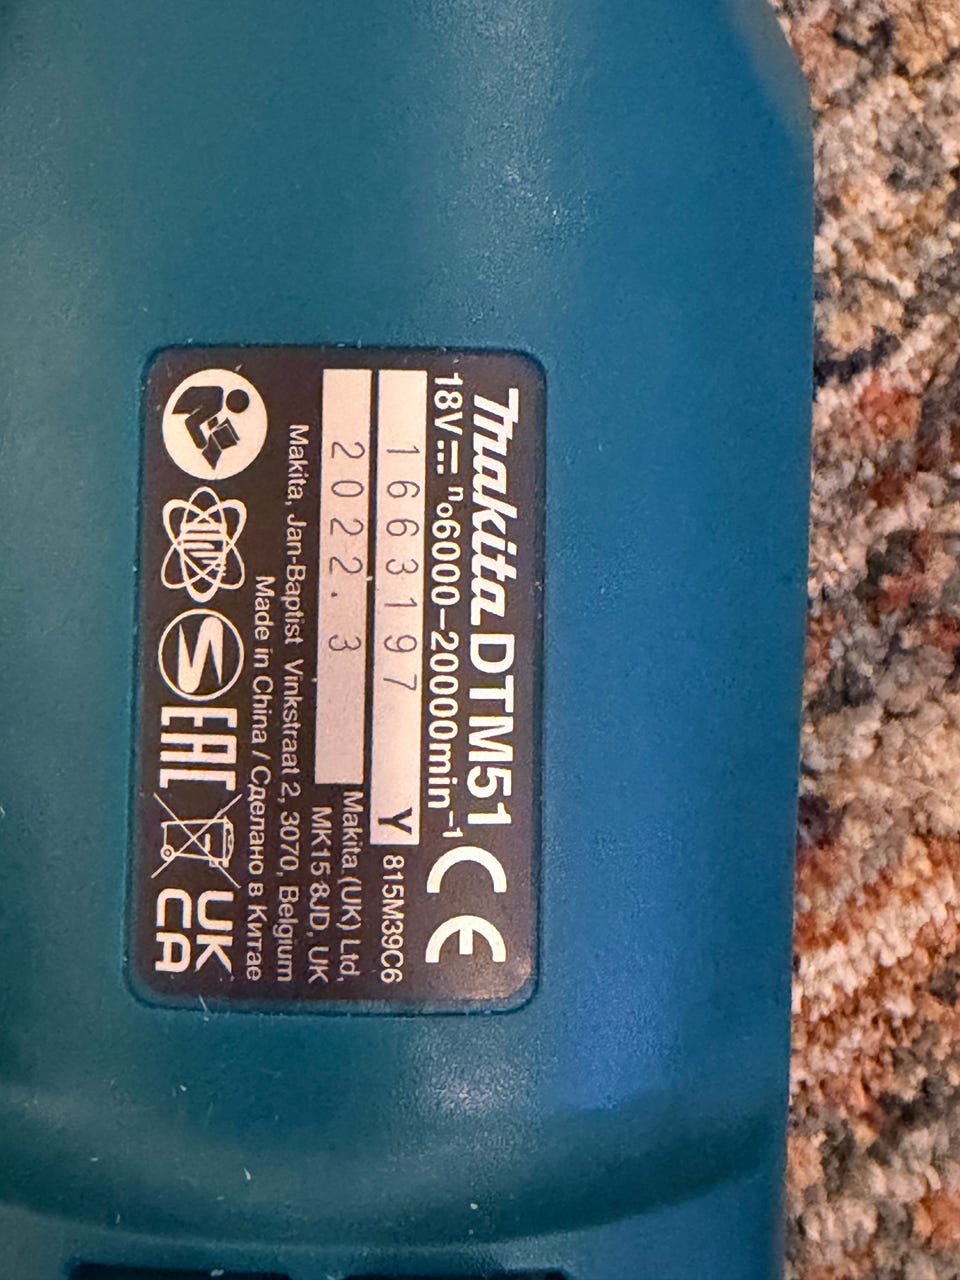 makita DTM51
18V n₀6000–20000min⁻¹
CE
1663197 Y
815M39C6
2022. 3
Makita (UK) Ltd,
MK15 8JD, UK
Makita, Jan-Baptist Vinkstraat 2, 3070, Belgium
Made in China / Сделано в Китае
EAC
UK
CA